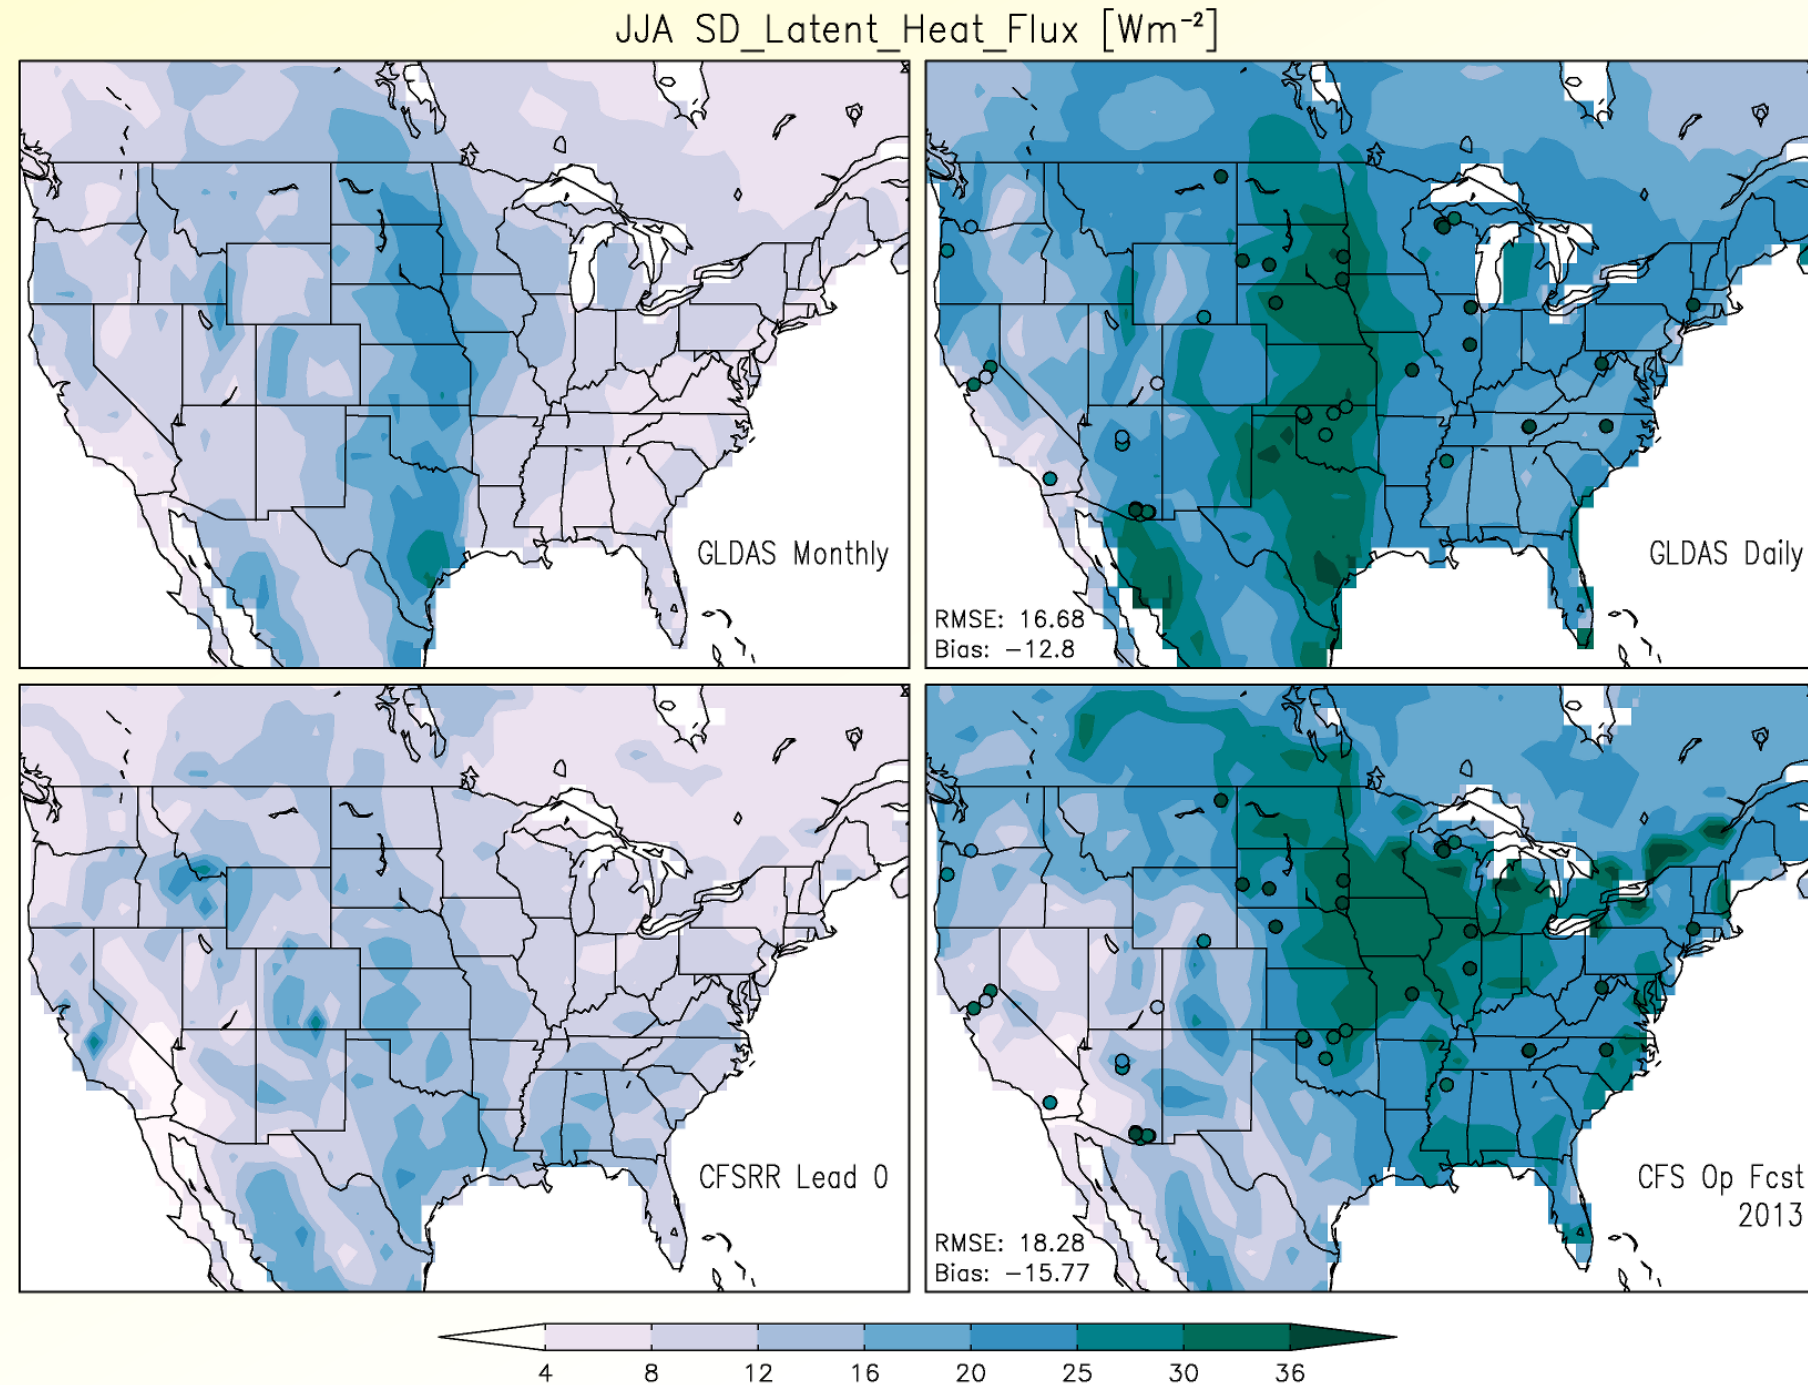 JJA SD_Latent_Heat_Flux [Wm⁻²]
GLDAS Monthly
GLDAS Daily
RMSE: 16.68
Bias: −12.8
CFSRR Lead 0
CFS Op Fcst
2013
RMSE: 18.28
Bias: −15.77
4 8 12 16 20 25 30 36